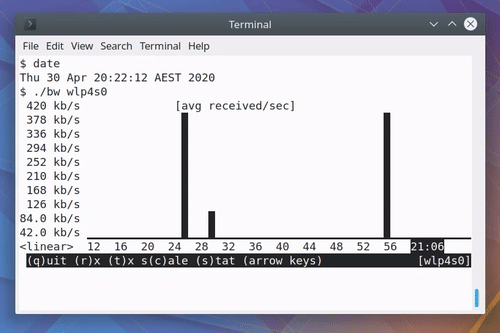 Terminal
File Edit View Search Terminal Help
$ date
Thu 30 Apr 20:22:12 AEST 2020
$ ./bw wlp4s0
420 kb/s [avg received/sec]
378 kb/s
336 kb/s
294 kb/s
252 kb/s
210 kb/s
168 kb/s
126 kb/s
84.0 kb/s
42.0 kb/s
<linear> 12 16 20 24 28 32 36 40 44 48 52 56 21:06
(q)uit (r)x (t)x s(c)ale (s)tat (arrow keys) [wlp4s0]